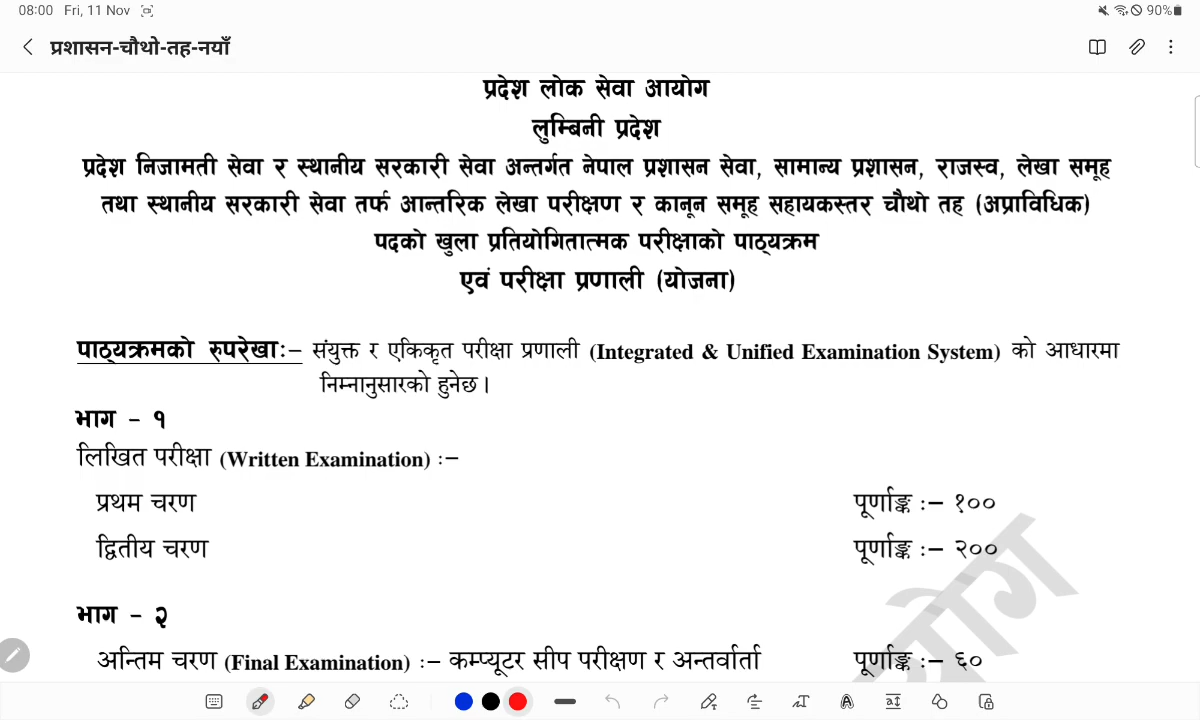 08:00 Fri, 11 Nov 90%
प्रशासन-चौथो-तह-नयाँ
प्रदेश लोक सेवा आयोग
लुम्बिनी प्रदेश
प्रदेश निजामती सेवा र स्थानीय सरकारी सेवा अन्तर्गत नेपाल प्रशासन सेवा, सामान्य प्रशासन, राजस्व, लेखा समूह
तथा स्थानीय सरकारी सेवा तर्फ आन्तरिक लेखा परीक्षण र कानून समूह सहायकस्तर चौथो तह (अप्राविधिक)
पदको खुला प्रतियोगितात्मक परीक्षाको पाठ्यक्रम
एवं परीक्षा प्रणाली (योजना)
पाठ्यक्रमको रुपरेखाः– संयुक्त र एकिकृत परीक्षा प्रणाली (Integrated & Unified Examination System) को आधारमा
निम्नानुसारको हुनेछ।
भाग – १
लिखित परीक्षा (Written Examination) :–
प्रथम चरण पूर्णाङ्क :– १००
द्वितीय चरण पूर्णाङ्क :– २००
भाग – २
अन्तिम चरण (Final Examination) :– कम्प्यूटर सीप परीक्षण र अन्तर्वार्ता पूर्णाङ्क :– ६०